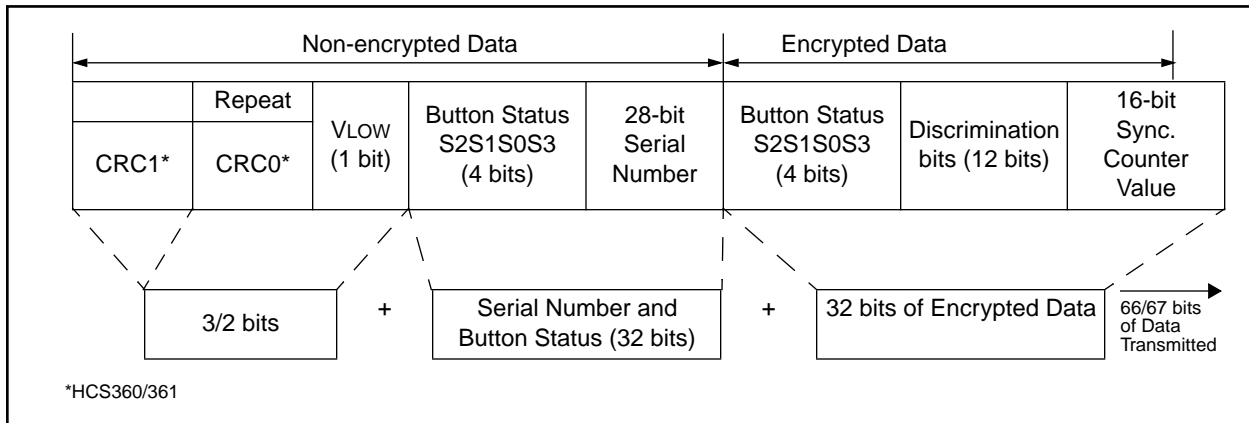 Non-encrypted Data
Encrypted Data
CRC1*
Repeat
CRC0*
VLOW
(1 bit)
Button Status
S2S1S0S3
(4 bits)
28-bit
Serial
Number
Button Status
S2S1S0S3
(4 bits)
Discrimination
bits (12 bits)
16-bit
Sync.
Counter
Value
3/2 bits
+
Serial Number and
Button Status (32 bits)
+
32 bits of Encrypted Data
66/67 bits
of Data
Transmitted
*HCS360/361